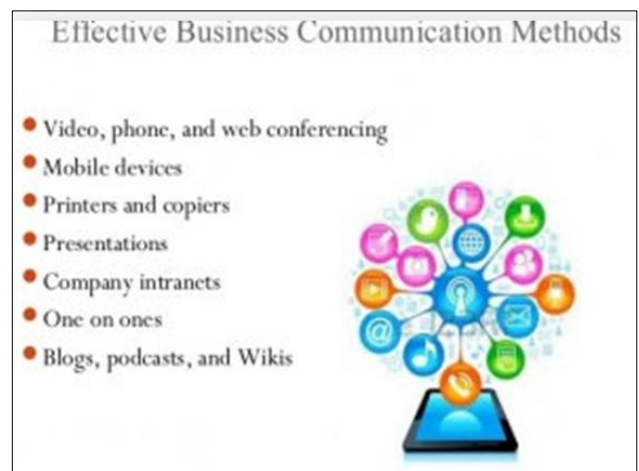 Effective Business Communication Methods
Video, phone, and web conferencing
Mobile devices
Printers and copiers
Presentations
Company intranets
One on ones
Blogs, podcasts, and Wikis
@